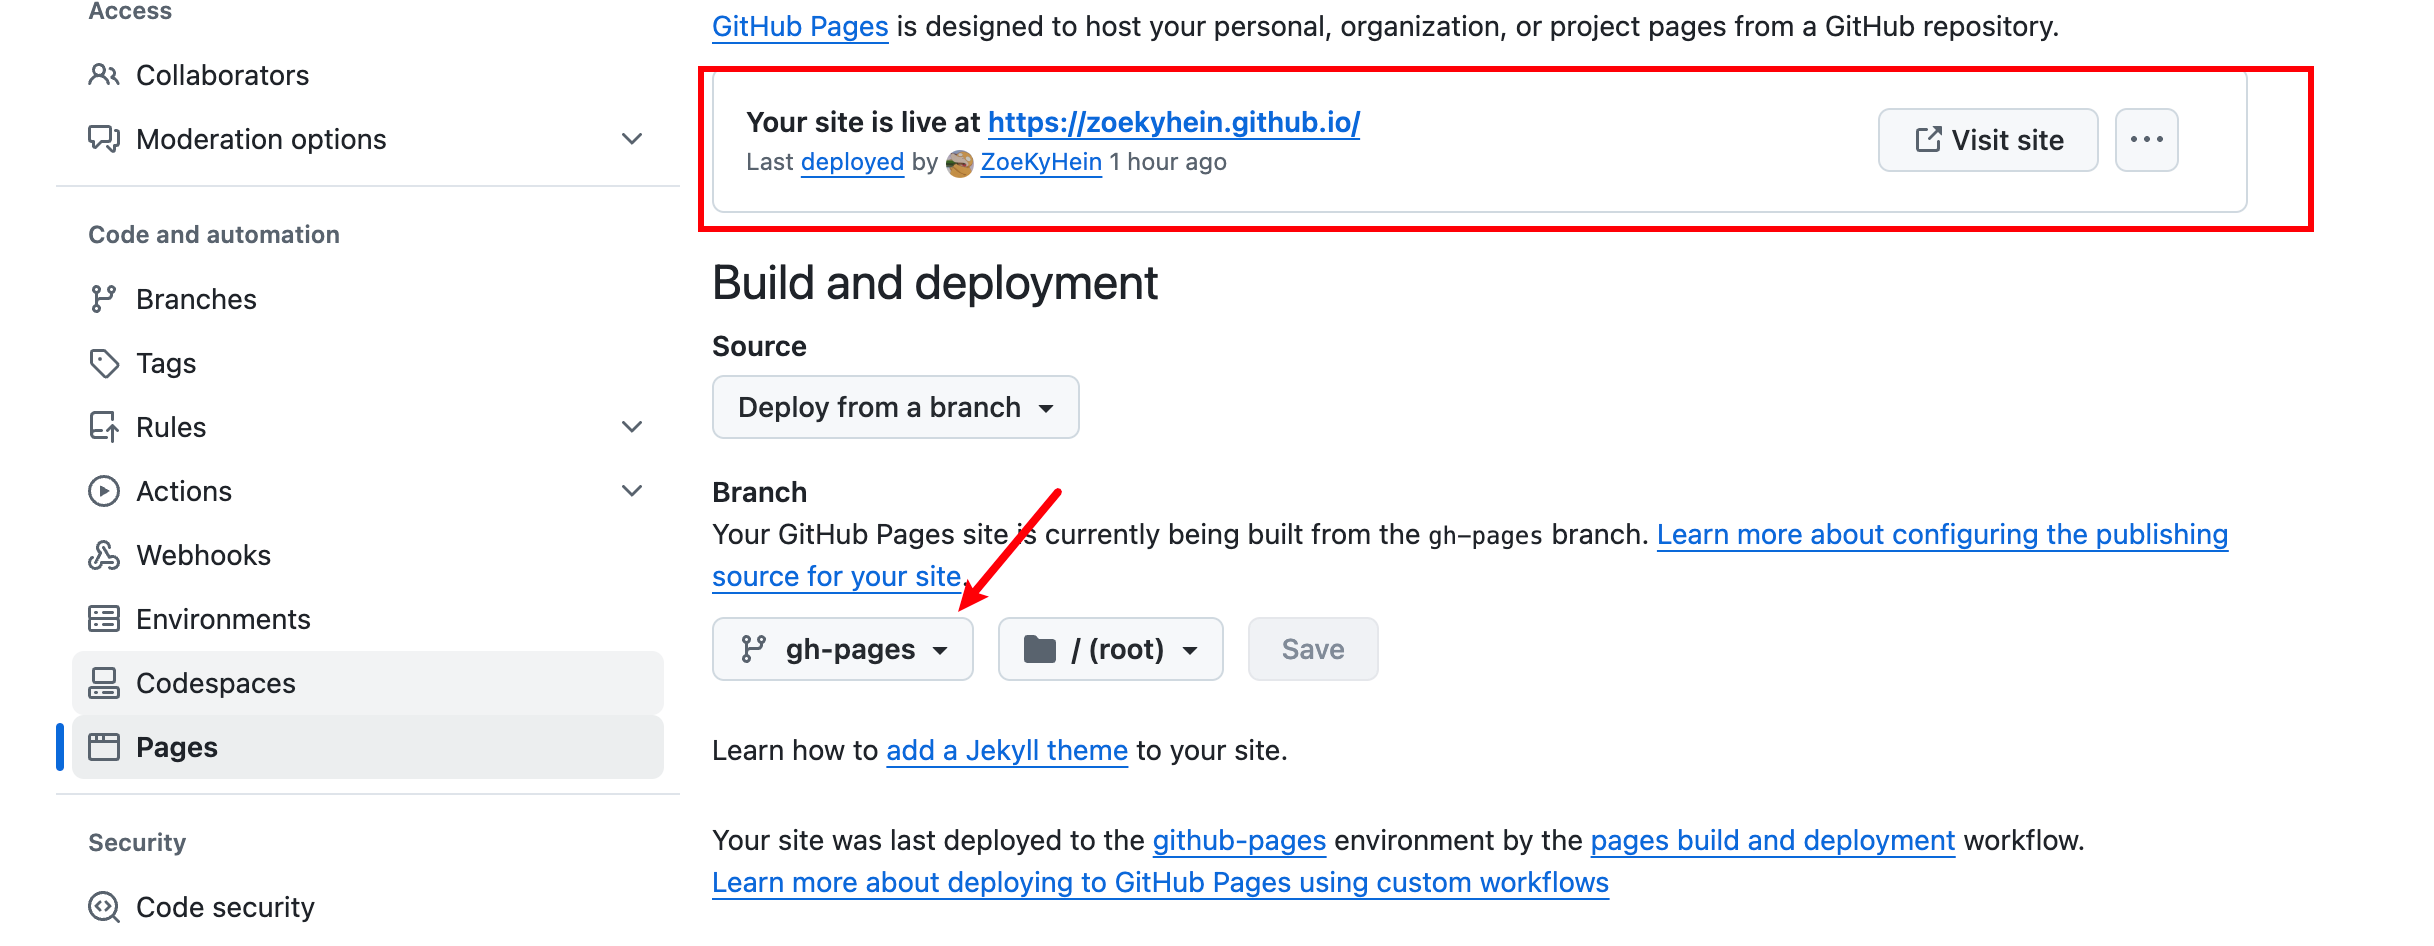 Access
Collaborators
Moderation options
Code and automation
Branches
Tags
Rules
Actions
Webhooks
Environments
Codespaces
Pages
Security
Code security
GitHub Pages is designed to host your personal, organization, or project pages from a GitHub repository.
Your site is live at https://zoekyhein.github.io/
Last deployed by ZoeKyHein 1 hour ago
Visit site
Build and deployment
Source
Deploy from a branch
Branch
Your GitHub Pages site is currently being built from the gh-pages branch. Learn more about configuring the publishing
source for your site.
gh-pages
/ (root)
Save
Learn how to add a Jekyll theme to your site.
Your site was last deployed to the github-pages environment by the pages build and deployment workflow.
Learn more about deploying to GitHub Pages using custom workflows